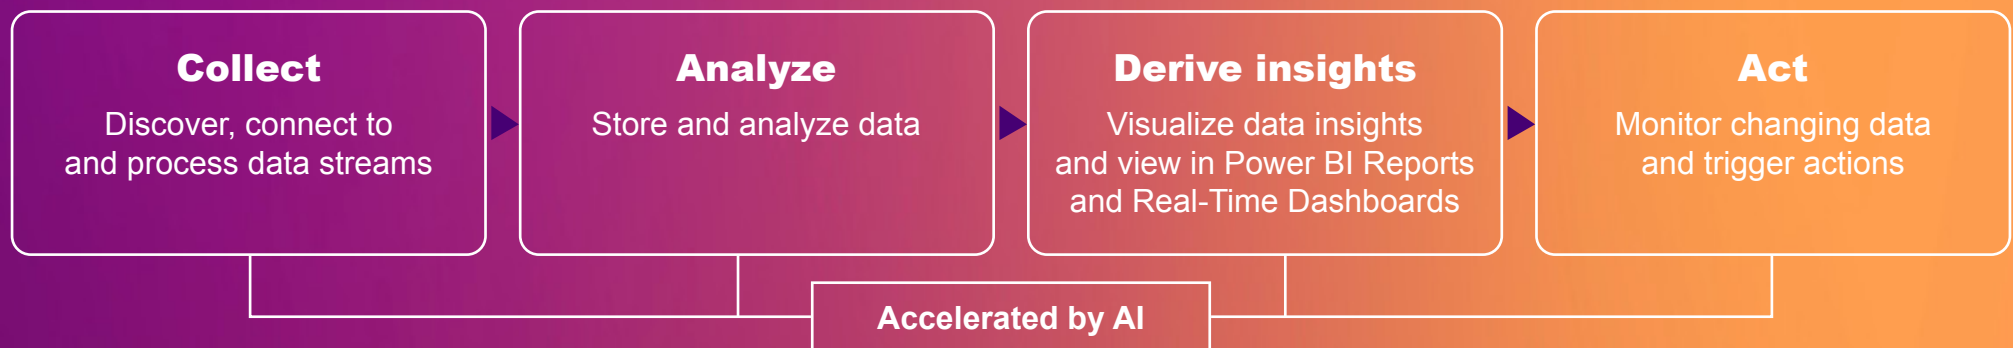 Collect
Discover, connect to
and process data streams
Analyze
Store and analyze data
Derive insights
Visualize data insights
and view in Power BI Reports
and Real-Time Dashboards
Act
Monitor changing data
and trigger actions
Accelerated by AI